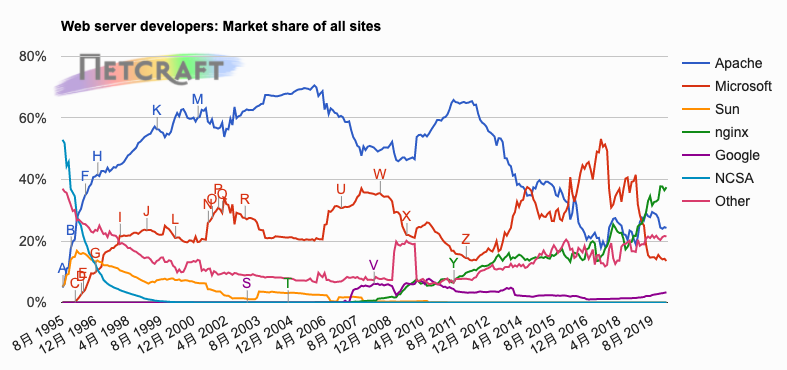 Web server developers: Market share of all sites
NETCRAFT
80%
60%
40%
20%
0%
A
B
C
D
E
F
G
H
I
J
K
L
M
N
O
P
Q
R
S
T
U
V
W
X
Y
Z
8月 1995
12月 1996
4月 1998
8月 1999
12月 2000
4月 2002
8月 2003
12月 2004
4月 2006
8月 2007
12月 2008
4月 2010
8月 2011
12月 2012
4月 2014
8月 2015
12月 2016
4月 2018
8月 2019
Apache
Microsoft
Sun
nginx
Google
NCSA
Other